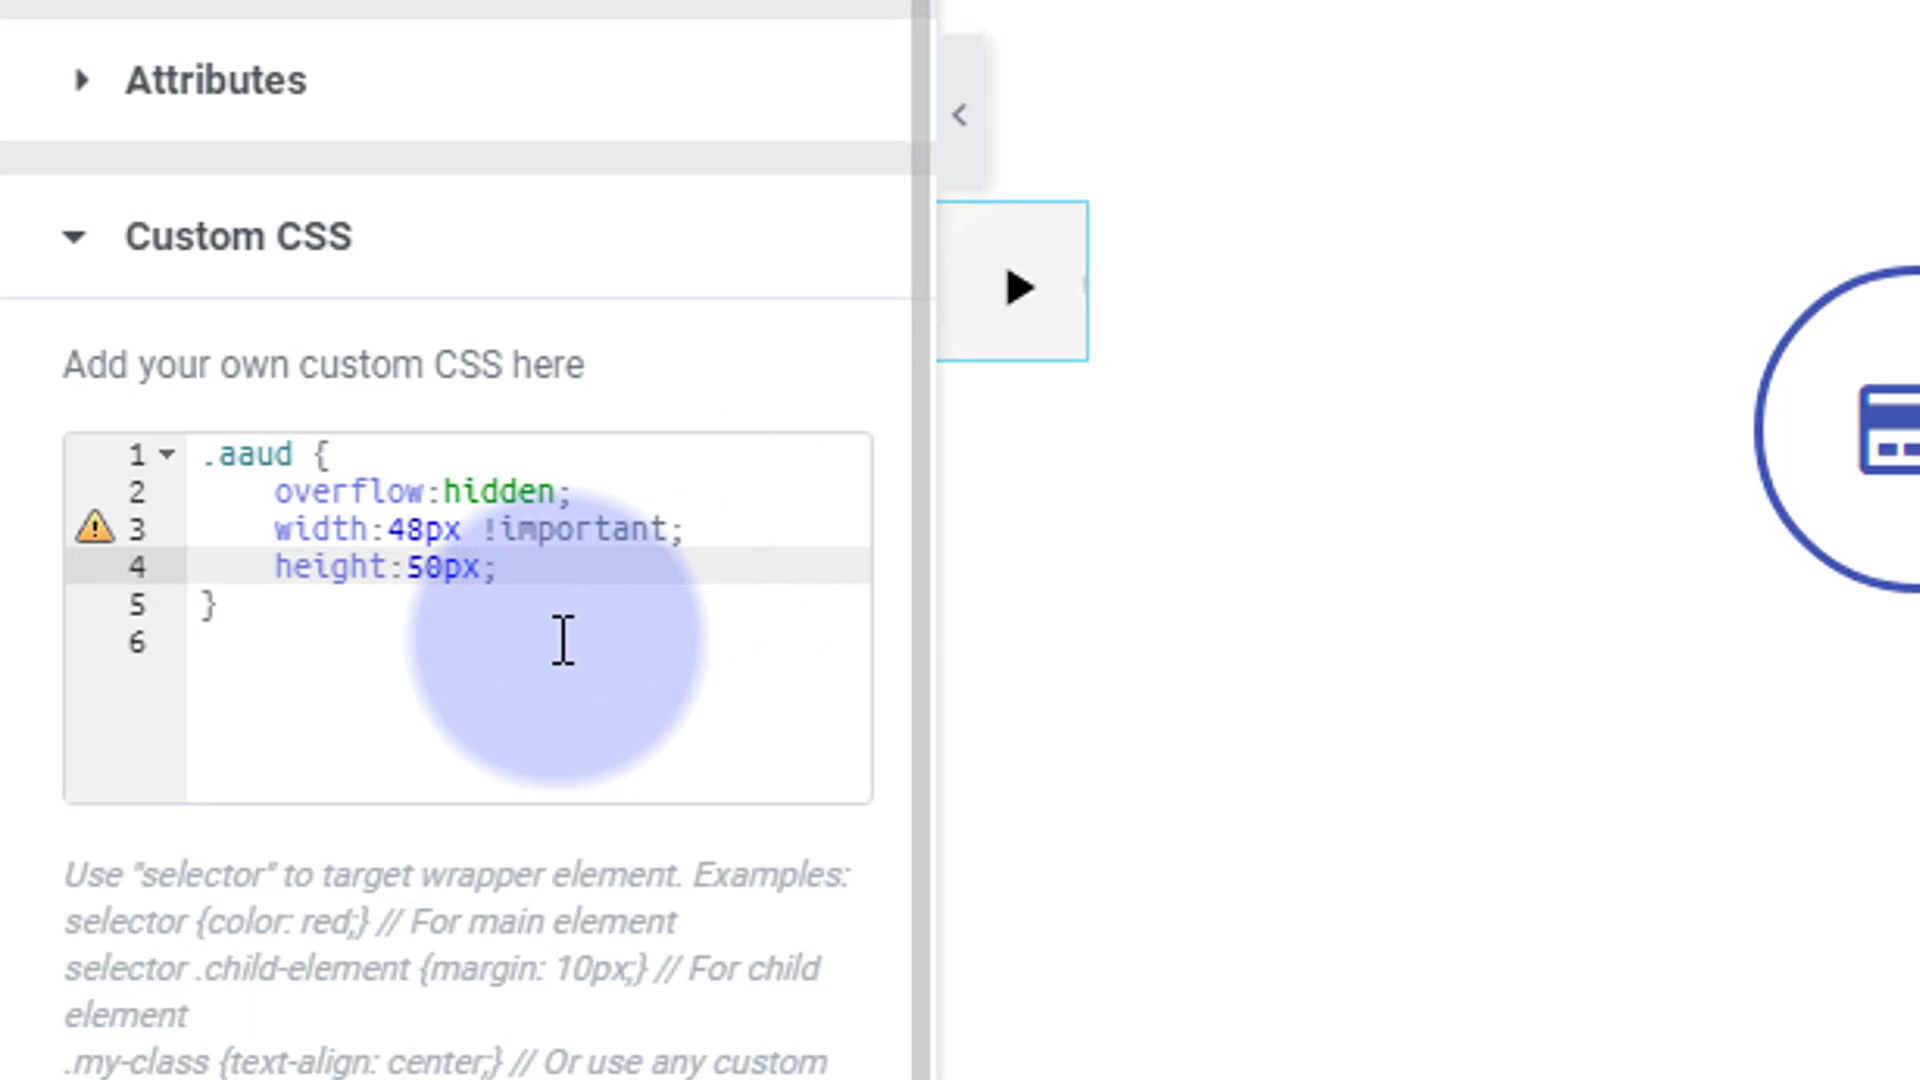 Attributes
Custom CSS
Add your own custom CSS here
1 .aaud {
2 overflow:hidden;
3 width:48px !important;
4 height:50px;
5 }
6
Use "selector" to target wrapper element. Examples:
selector {color: red;} // For main element
selector .child-element {margin: 10px;} // For child
element
.my-class {text-align: center;} // Or use any custom